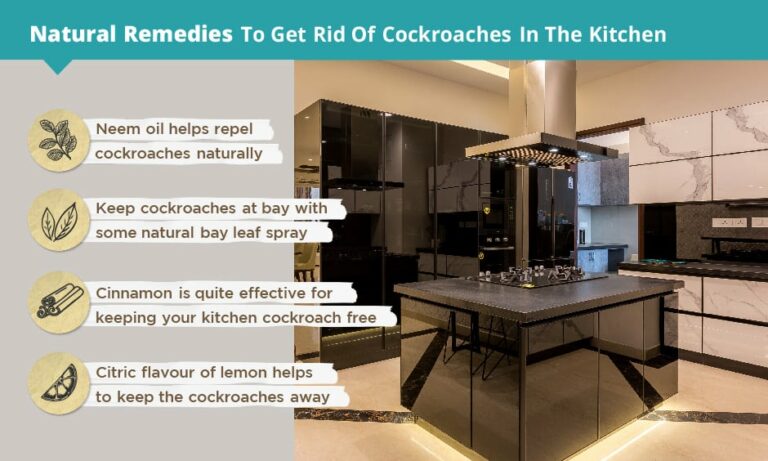 Natural Remedies To Get Rid Of Cockroaches In The Kitchen
Neem oil helps repel
cockroaches naturally
Keep cockroaches at bay with
some natural bay leaf spray
Cinnamon is quite effective for
keeping your kitchen cockroach free
Citric flavour of lemon helps
to keep the cockroaches away